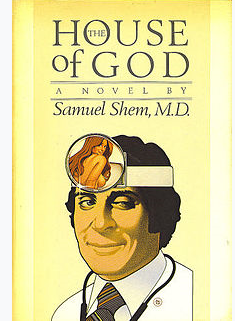 THE
HOUSE
of GOD
A NOVEL BY
Samuel Shem, M.D.